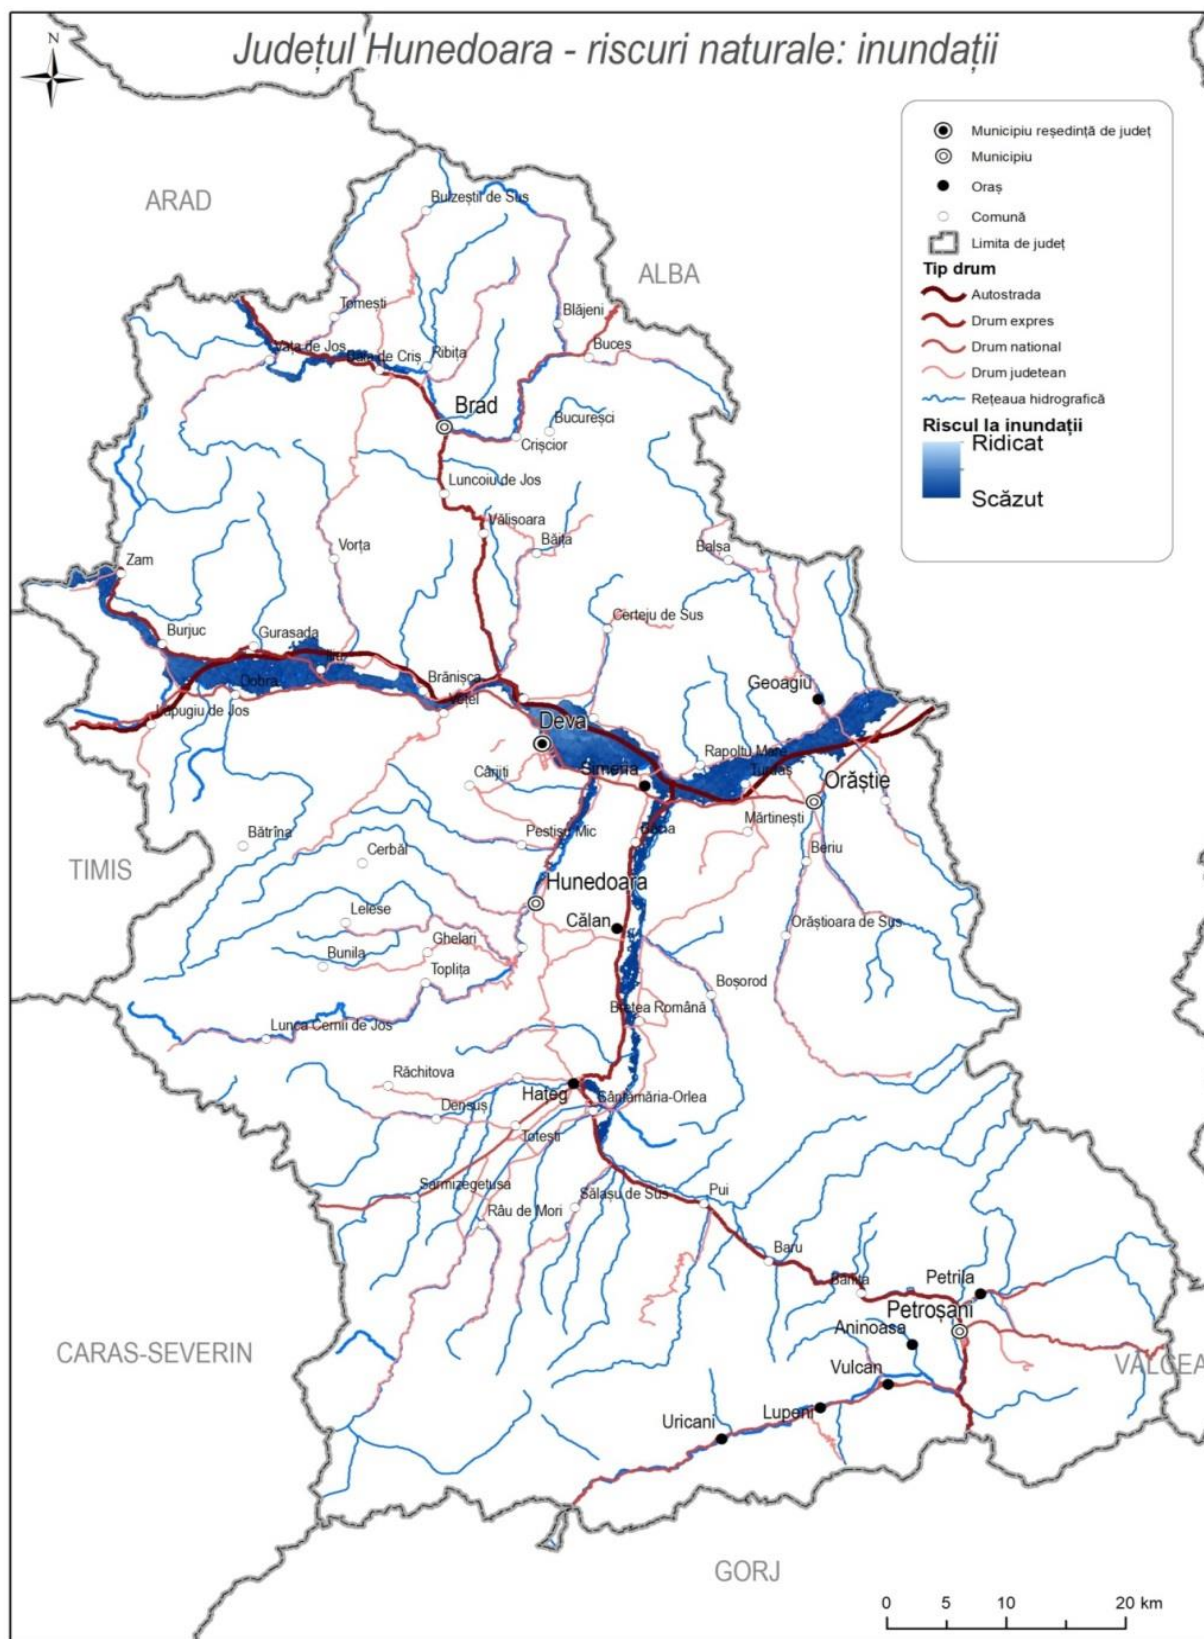 Județul Hunedoara - riscuri naturale: inundații
N
Municipiu reședință de județ
Municipiu
Oraș
Comună
Limita de județ
Tip drum
Autostrada
Drum expres
Drum național
Drum județean
Rețeaua hidrografică
Riscul la inundații
Ridicat
Scăzut
ARAD
Bulzeștii de Sus
ALBA
Tomești
Blăjeni
Vața de Jos
Baia de Criș
Ribița
Buceș
Brad
Bucureșci
Crișcior
Luncoiu de Jos
Vălișoara
Vorța
Băița
Balșa
Zam
Certeju de Sus
Burjuc
Gurasada
Ilia
Dobra
Brănișca
Geoagiu
Vețel
Lăpugiu de Jos
Deva
Rapoltu Mare
Simeria
Turdaș
Cârjiți
Orăștie
Mărtinești
Pestișu Mic
Băcia
Bătrîna
Cerbăl
Beriu
TIMIS
Hunedoara
Lelese
Călan
Orăștioara de Sus
Ghelari
Bunila
Toplița
Boșorod
Bretea Română
Lunca Cernii de Jos
Răchitova
Hațeg
Sântămăria-Orlea
Densuș
Totești
Sarmizegetusa
Sălașu de Sus
Pui
Râu de Mori
Baru
Bănița
Petrila
Petroșani
Aninoasa
CARAS-SEVERIN
VÂLCEA
Vulcan
Lupeni
Uricani
GORJ
0 5 10 20 km